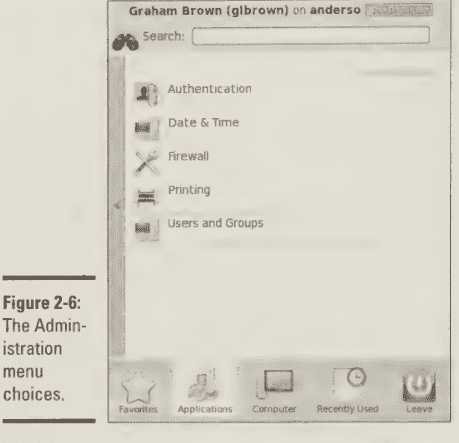 Graham Brown (glbrown) on anderso
Search:
Authentication
Date & Time
Firewall
Printing
Users and Groups
Figure 2-6:
The Admin-
istration
menu
choices.
Favorites Applications Computer Recently Used Leave